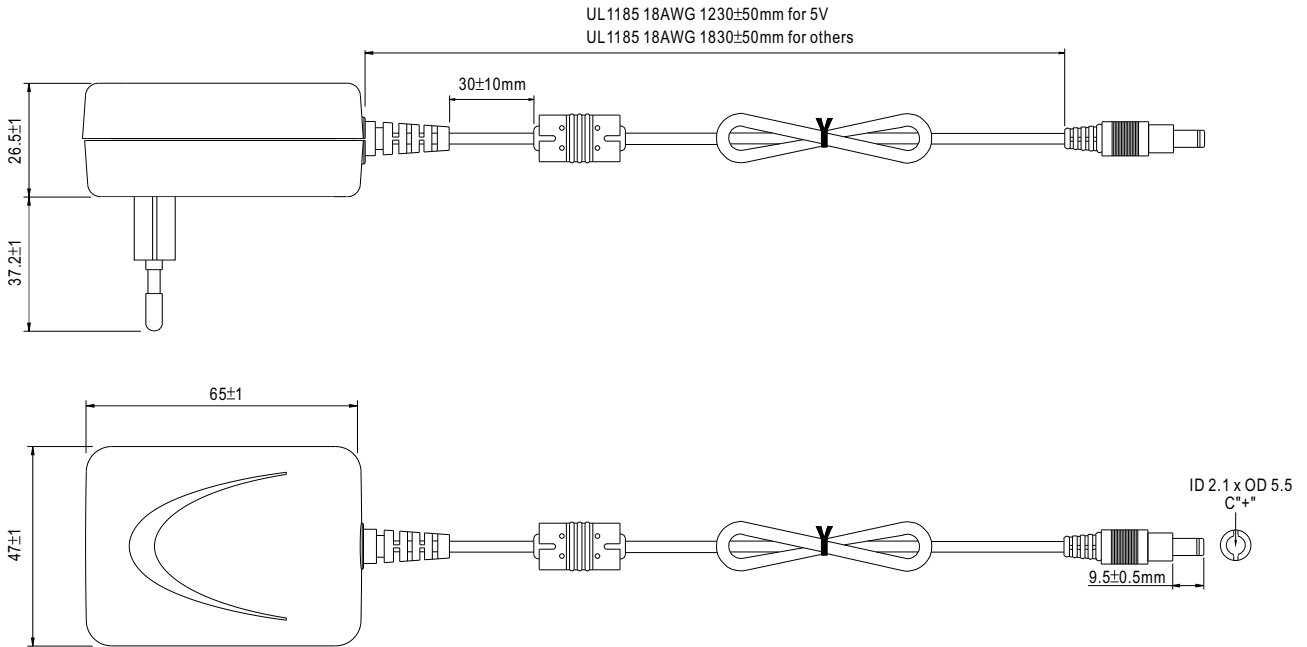 UL1185 18AWG 1230±50mm for 5V
UL1185 18AWG 1830±50mm for others
30±10mm
26.5±1
37.2±1
65±1
47±1
ID 2.1 x OD 5.5
C"+"
9.5±0.5mm